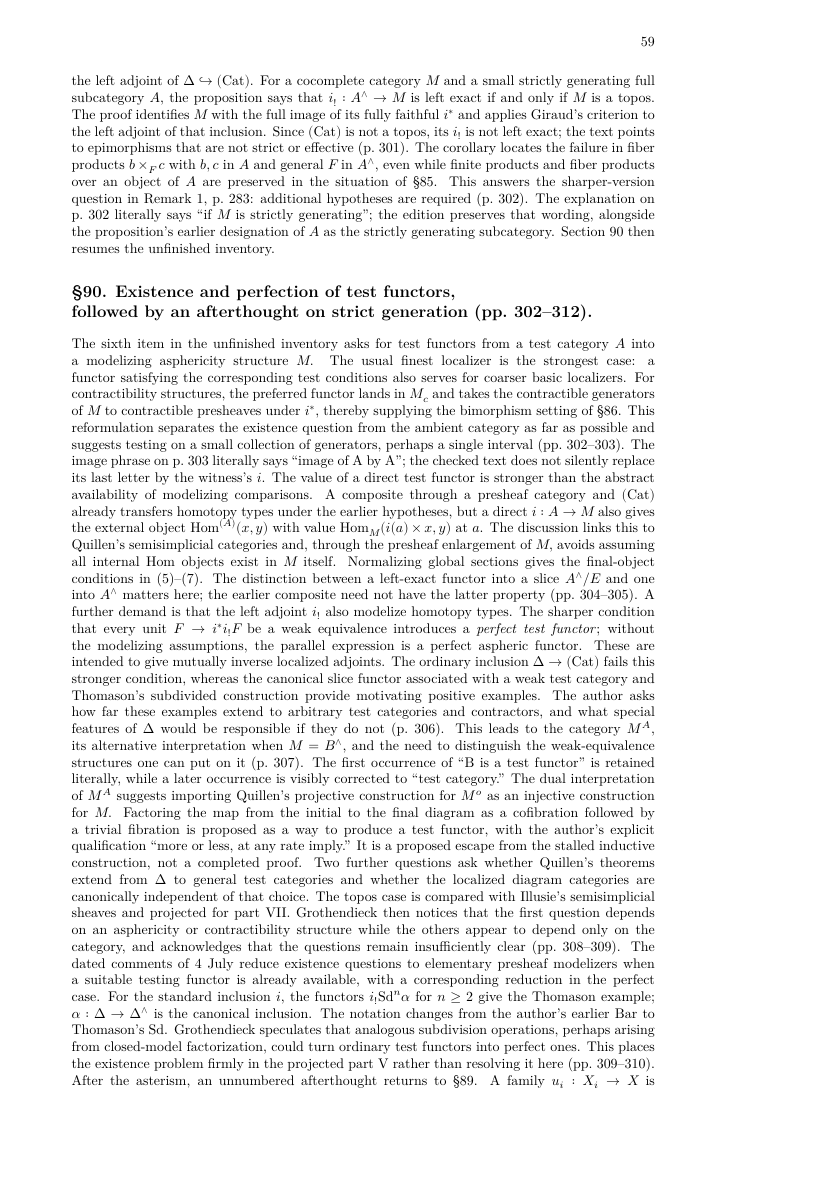 59
the left adjoint of Δ ↪ (Cat). For a cocomplete category M and a small strictly generating full
subcategory A, the proposition says that i! : A^∧ → M is left exact if and only if M is a topos.
The proof identifies M with the full image of its fully faithful i* and applies Giraud's criterion to
the left adjoint of that inclusion. Since (Cat) is not a topos, its i! is not left exact; the text points
to epimorphisms that are not strict or effective (p. 301). The corollary locates the failure in fiber
products b ×_F c with b, c in A and general F in A^∧, even while finite products and fiber products
over an object of A are preserved in the situation of §85. This answers the sharper-version
question in Remark 1, p. 283: additional hypotheses are required (p. 302). The explanation on
p. 302 literally says “if M is strictly generating”; the edition preserves that wording, alongside
the proposition's earlier designation of A as the strictly generating subcategory. Section 90 then
resumes the unfinished inventory.
§90. Existence and perfection of test functors,
followed by an afterthought on strict generation (pp. 302–312).
The sixth item in the unfinished inventory asks for test functors from a test category A into
a modelizing asphericity structure M. The usual finest localizer is the strongest case: a
functor satisfying the corresponding test conditions also serves for coarser basic localizers. For
contractibility structures, the preferred functor lands in M_c and takes the contractible generators
of M to contractible presheaves under i*, thereby supplying the bimorphism setting of §86. This
reformulation separates the existence question from the ambient category as far as possible and
suggests testing on a small collection of generators, perhaps a single interval (pp. 302-303). The
image phrase on p. 303 literally says “image of A by A”; the checked text does not silently replace
its last letter by the witness's i. The value of a direct test functor is stronger than the abstract
availability of modelizing comparisons. A composite through a presheaf category and (Cat)
already transfers homotopy types under the earlier hypotheses, but a direct i : A → M also gives
the external object Hom^(A)(x, y) with value Hom_M(i(a) × x, y) at a. The discussion links this to
Quillen's semisimplicial categories and, through the presheaf enlargement of M, avoids assuming
all internal Hom objects exist in M itself. Normalizing global sections gives the final-object
conditions in (5)–(7). The distinction between a left-exact functor into a slice A^∧/E and one
into A^∧ matters here; the earlier composite need not have the latter property (pp. 304–305). A
further demand is that the left adjoint i! also modelize homotopy types. The sharper condition
that every unit F → i*i!F be a weak equivalence introduces a perfect test functor; without
the modelizing assumptions, the parallel expression is a perfect aspheric functor. These are
intended to give mutually inverse localized adjoints. The ordinary inclusion Δ → (Cat) fails this
stronger condition, whereas the canonical slice functor associated with a weak test category and
Thomason's subdivided construction provide motivating positive examples. The author asks
how far these examples extend to arbitrary test categories and contractors, and what special
features of Δ would be responsible if they do not (p. 306). This leads to the category M^A,
its alternative interpretation when M = B^∧, and the need to distinguish the weak-equivalence
structures one can put on it (p. 307). The first occurrence of “B is a test functor” is retained
literally, while a later occurrence is visibly corrected to “test category.” The dual interpretation
of M^A suggests importing Quillen's projective construction for M^o as an injective construction
for M. Factoring the map from the initial to the final diagram as a cofibration followed by
a trivial fibration is proposed as a way to produce a test functor, with the author's explicit
qualification “more or less, at any rate imply.” It is a proposed escape from the stalled inductive
construction, not a completed proof. Two further questions ask whether Quillen's theorems
extend from Δ to general test categories and whether the localized diagram categories are
canonically independent of that choice. The topos case is compared with Illusie's semisimplicial
sheaves and projected for part VII. Grothendieck then notices that the first question depends
on an asphericity or contractibility structure while the others appear to depend only on the
category, and acknowledges that the questions remain insufficiently clear (pp. 308–309). The
dated comments of 4 July reduce existence questions to elementary presheaf modelizers when
a suitable testing functor is already available, with a corresponding reduction in the perfect
case. For the standard inclusion i, the functors i!Sd^nα for n ≥ 2 give the Thomason example;
α : Δ → Δ^∧ is the canonical inclusion. The notation changes from the author's earlier Bar to
Thomason's Sd. Grothendieck speculates that analogous subdivision operations, perhaps arising
from closed-model factorization, could turn ordinary test functors into perfect ones. This places
the existence problem firmly in the projected part V rather than resolving it here (pp. 309–310).
After the asterism, an unnumbered afterthought returns to §89. A family u_i : X_i → X is